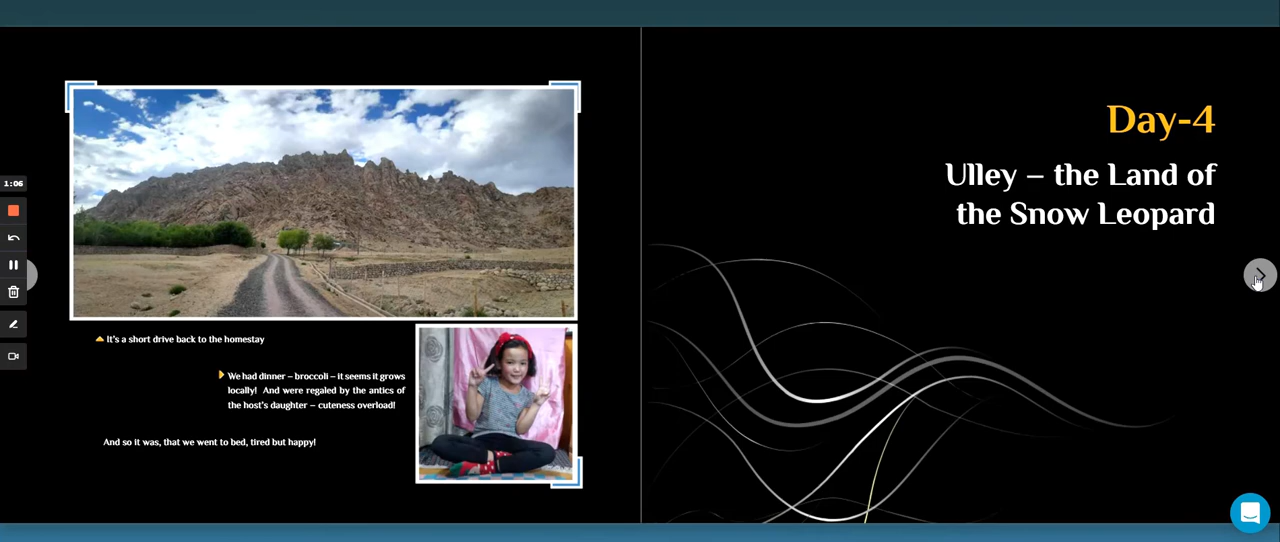 1:06
It's a short drive back to the homestay
We had dinner – broccoli – it seems it grows
locally! And were regaled by the antics of
the host's daughter – cuteness overload!
And so it was, that we went to bed, tired but happy!
Day-4
Ulley – the Land of
the Snow Leopard